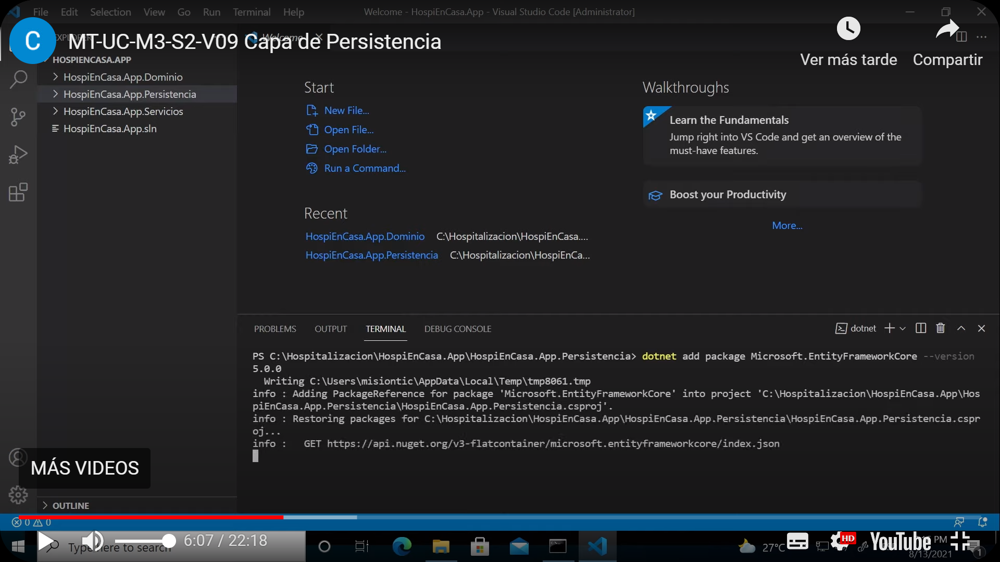 File Edit Selection View Go Run Terminal Help
Welcome - HospiEnCasa.App - Visual Studio Code [Administrator]
C
MT-UC-M3-S2-V09 Capa de Persistencia
EXPLORER
Welcome
Ver más tarde
Compartir
HOSPIENCASA.APP
HospiEnCasa.App.Dominio
HospiEnCasa.App.Persistencia
HospiEnCasa.App.Servicios
HospiEnCasa.App.sln
Start
New File...
Open File...
Open Folder...
Run a Command...
Recent
HospiEnCasa.App.Dominio C:\Hospitalizacion\HospiEnCasa....
HospiEnCasa.App.Persistencia C:\Hospitalizacion\HospiEnCa...
Walkthroughs
Learn the Fundamentals
Jump right into VS Code and get an overview of the
must-have features.
Boost your Productivity
More...
PROBLEMS OUTPUT TERMINAL DEBUG CONSOLE
dotnet
PS C:\Hospitalizacion\HospiEnCasa.App\HospiEnCasa.App.Persistencia> dotnet add package Microsoft.EntityFrameworkCore --version
5.0.0
Writing C:\Users\misiontic\AppData\Local\Temp\tmp8061.tmp
info : Adding PackageReference for package 'Microsoft.EntityFrameworkCore' into project 'C:\Hospitalizacion\HospiEnCasa.App\Hos
piEnCasa.App.Persistencia\HospiEnCasa.App.Persistencia.csproj'.
info : Restoring packages for C:\Hospitalizacion\HospiEnCasa.App\HospiEnCasa.App.Persistencia\HospiEnCasa.App.Persistencia.cspr
oj...
info : GET https://api.nuget.org/v3-flatcontainer/microsoft.entityframeworkcore/index.json
MÁS VIDEOS
OUTLINE
0 0
Type here to search
6:07 / 22:18
27°C
HD
YouTube
PM
8/13/2021
1